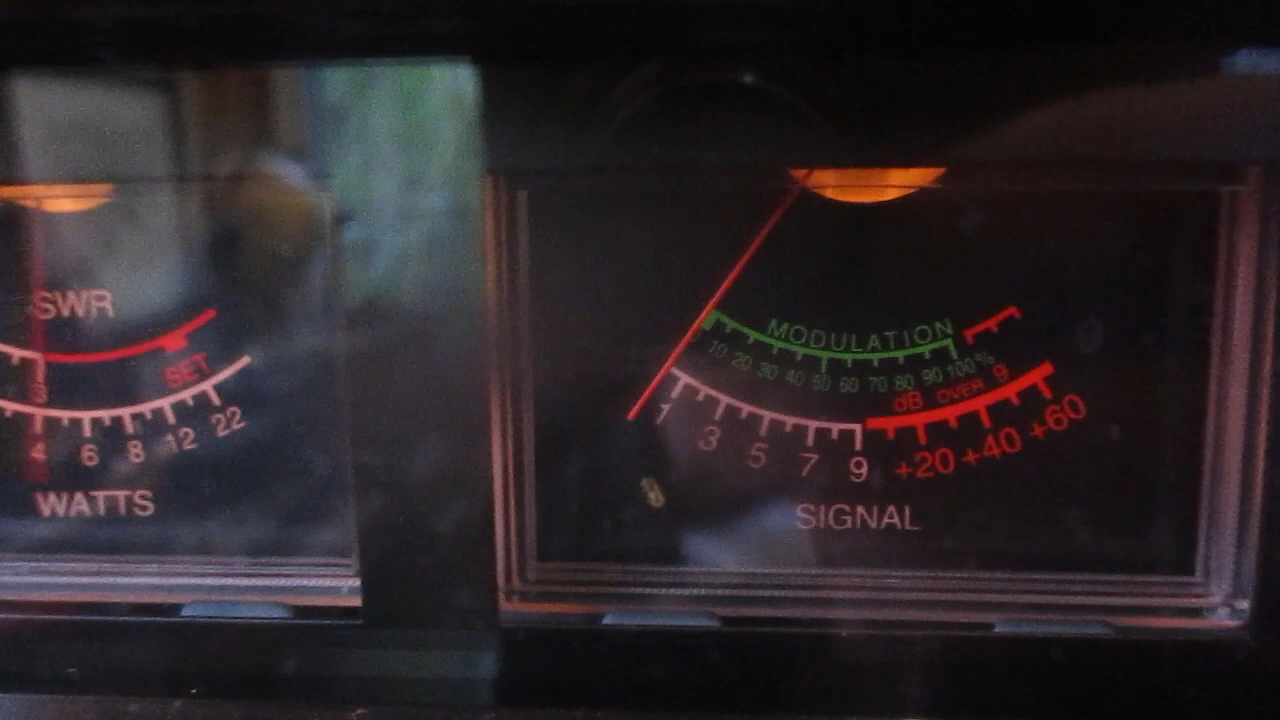 SWR
3
SET
4 6 8 12 22
WATTS
MODULATION
10 20 30 40 50 60 70 80 90 100%
dB OVER 9
1 3 5 7 9 +20 +40 +60
SIGNAL